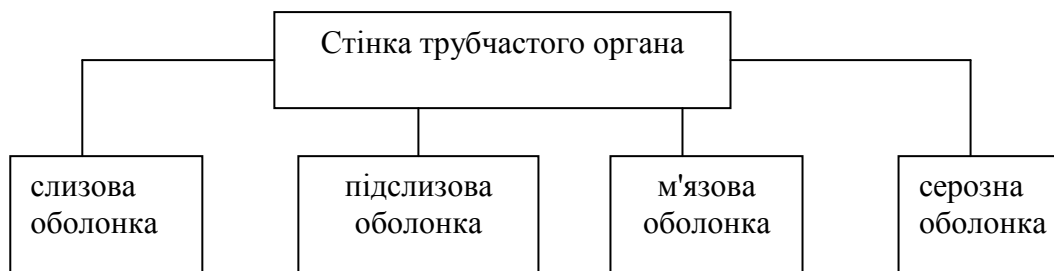 Стінка трубчастого органа
слизова
оболонка
підслизова
оболонка
м'язова
оболонка
серозна
оболонка